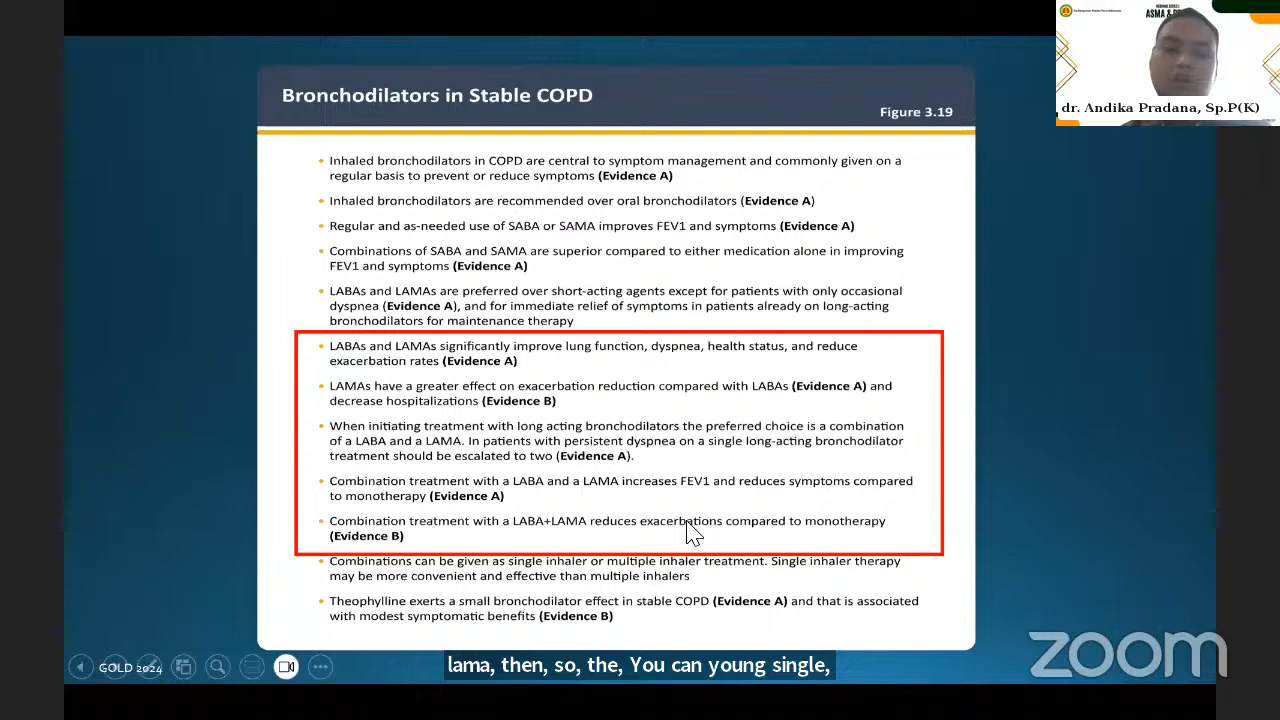 Bronchodilators in Stable COPD
Figure 3.19
Inhaled bronchodilators in COPD are central to symptom management and commonly given on a
regular basis to prevent or reduce symptoms (Evidence A)
Inhaled bronchodilators are recommended over oral bronchodilators (Evidence A)
Regular and as-needed use of SABA or SAMA improves FEV1 and symptoms (Evidence A)
Combinations of SABA and SAMA are superior compared to either medication alone in improving
FEV1 and symptoms (Evidence A)
LABAs and LAMAs are preferred over short-acting agents except for patients with only occasional
dyspnea (Evidence A), and for immediate relief of symptoms in patients already on long-acting
bronchodilators for maintenance therapy
LABAs and LAMAs significantly improve lung function, dyspnea, health status, and reduce
exacerbation rates (Evidence A)
LAMAs have a greater effect on exacerbation reduction compared with LABAs (Evidence A) and
decrease hospitalizations (Evidence B)
When initiating treatment with long acting bronchodilators the preferred choice is a combination
of a LABA and a LAMA. In patients with persistent dyspnea on a single long-acting bronchodilator
treatment should be escalated to two (Evidence A).
Combination treatment with a LABA and a LAMA increases FEV1 and reduces symptoms compared
to monotherapy (Evidence A)
Combination treatment with a LABA+LAMA reduces exacerbations compared to monotherapy
(Evidence B)
Combinations can be given as single inhaler or multiple inhaler treatment. Single inhaler therapy
may be more convenient and effective than multiple inhalers
Theophylline exerts a small bronchodilator effect in stable COPD (Evidence A) and that is associated
with modest symptomatic benefits (Evidence B)
GOLD 2024
lama, then, so, the, You can young single,
zoom
ASMA &
dr. Andika Pradana, Sp.P(K)